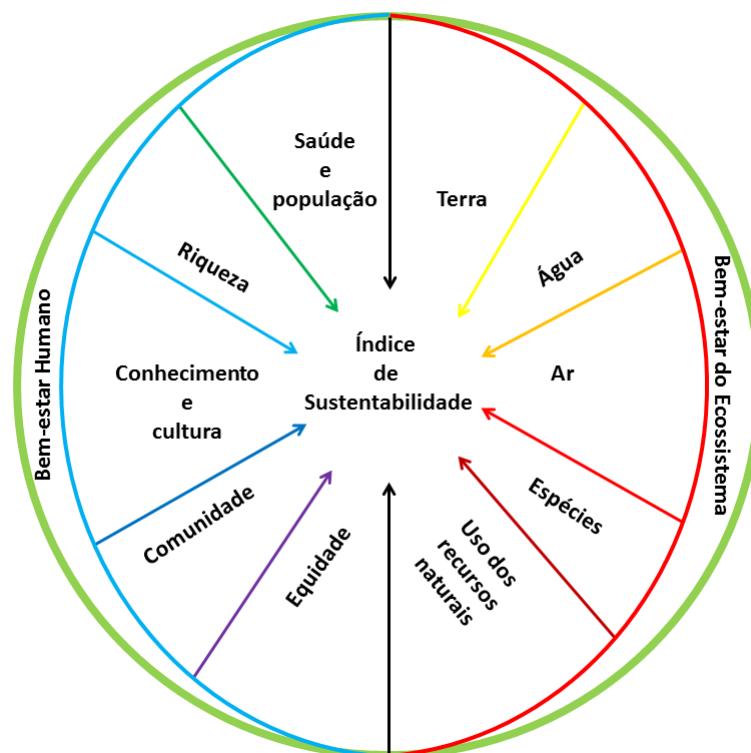 Saúde
e
população
Terra
Riqueza
Água
Bem-estar Humano
Bem-estar do Ecossistema
Índice
de
Sustentabilidade
Conhecimento
e
cultura
Ar
Comunidade
Espécies
Equidade
Uso dos
recursos
naturais